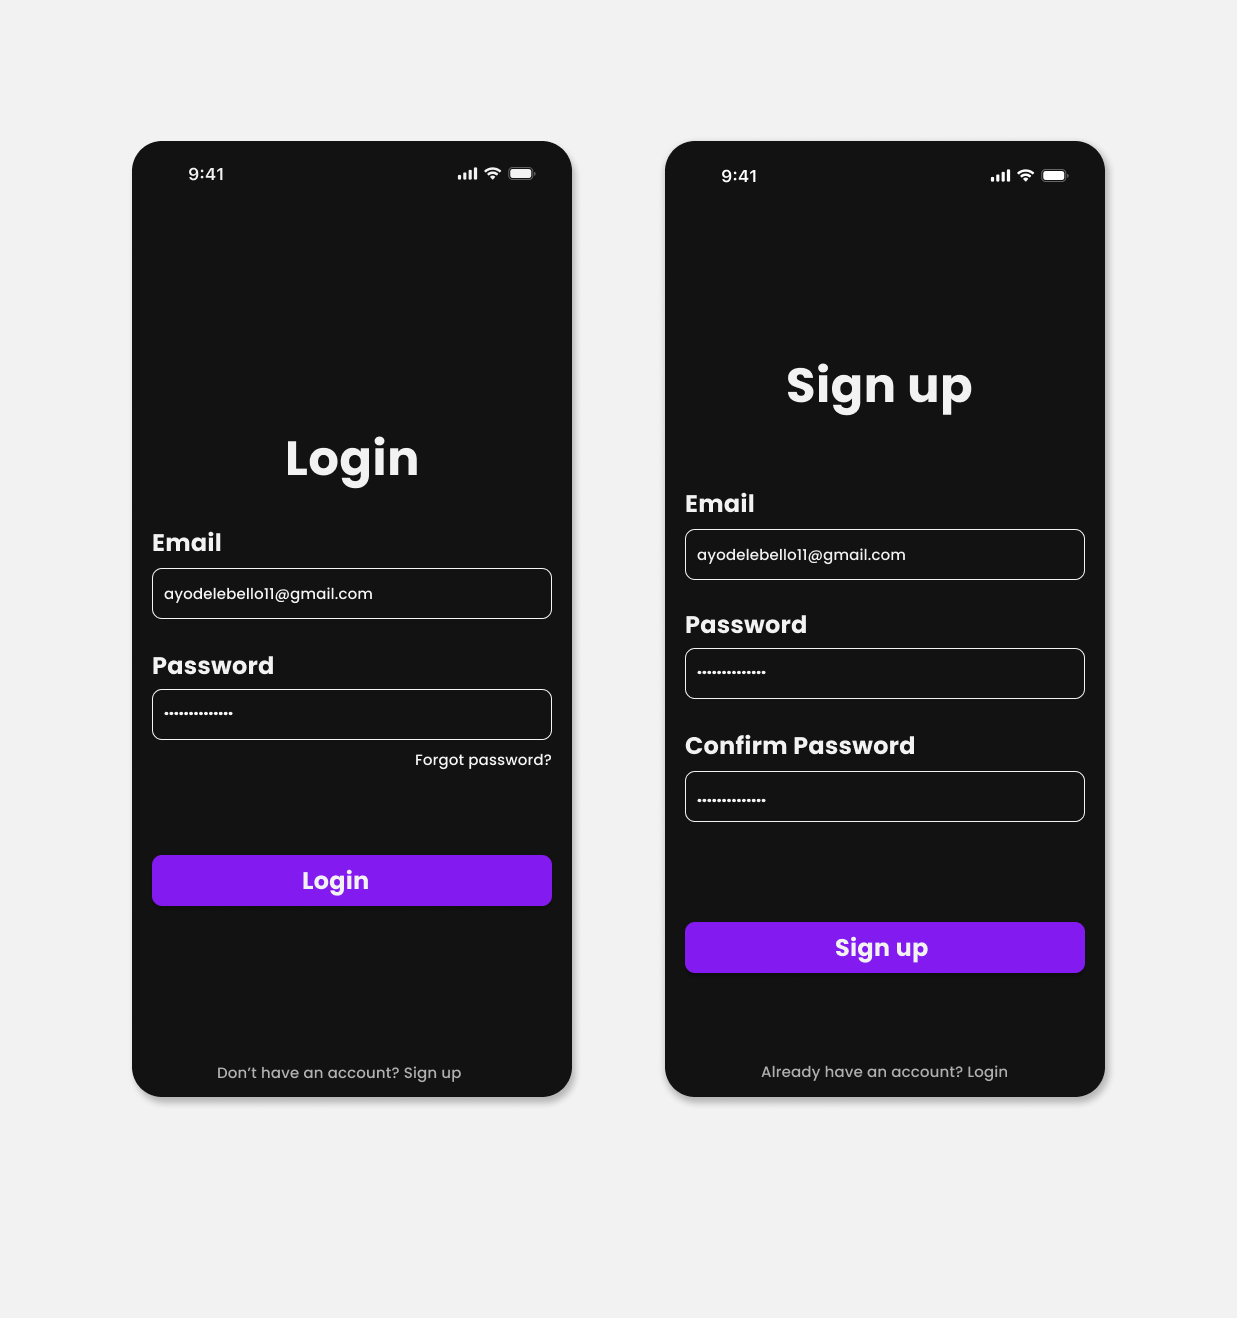 9:41
Login
Email
ayodelebello11@gmail.com
Password
••••••••••••••
Forgot password?
Login
Don’t have an account? Sign up
9:41
Sign up
Email
ayodelebello11@gmail.com
Password
••••••••••••••
Confirm Password
••••••••••••••
Sign up
Already have an account? Login